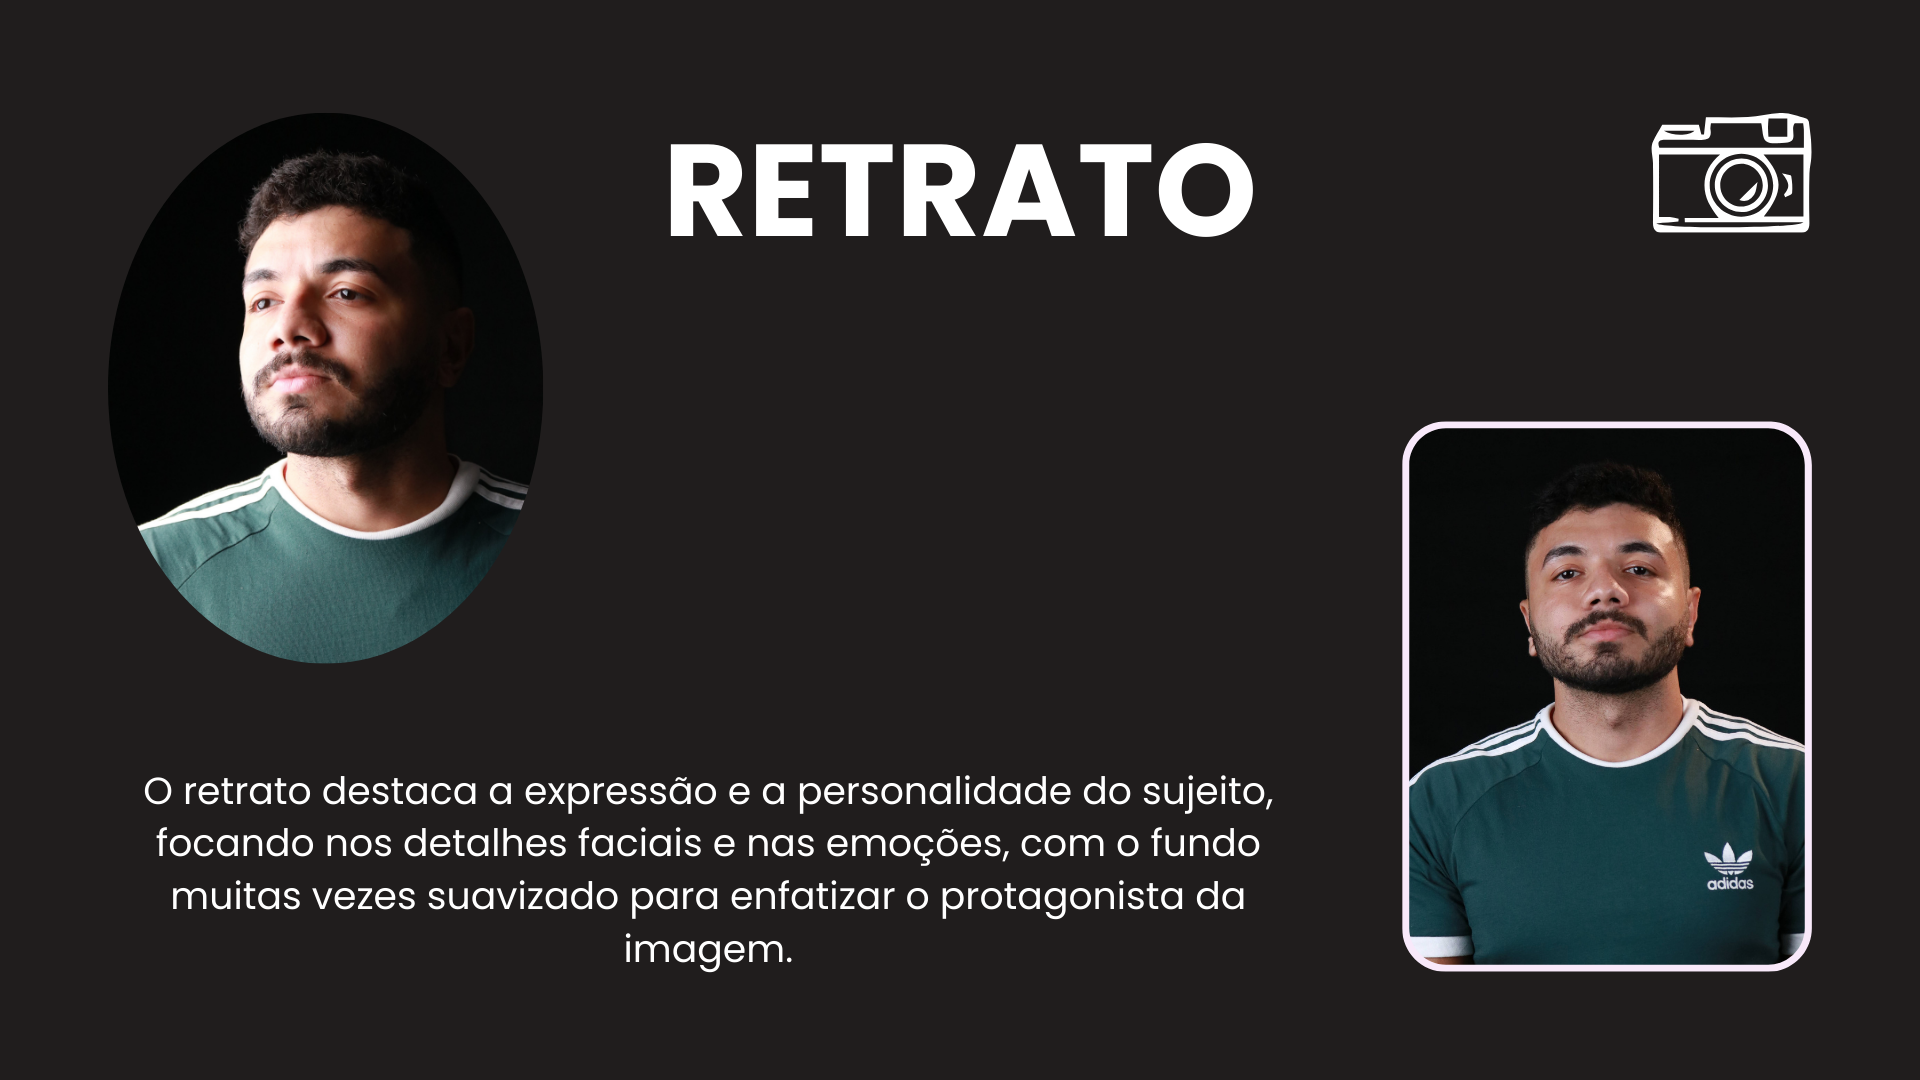 RETRATO
O retrato destaca a expressão e a personalidade do sujeito,
focando nos detalhes faciais e nas emoções, com o fundo
muitas vezes suavizado para enfatizar o protagonista da
imagem.
adidas